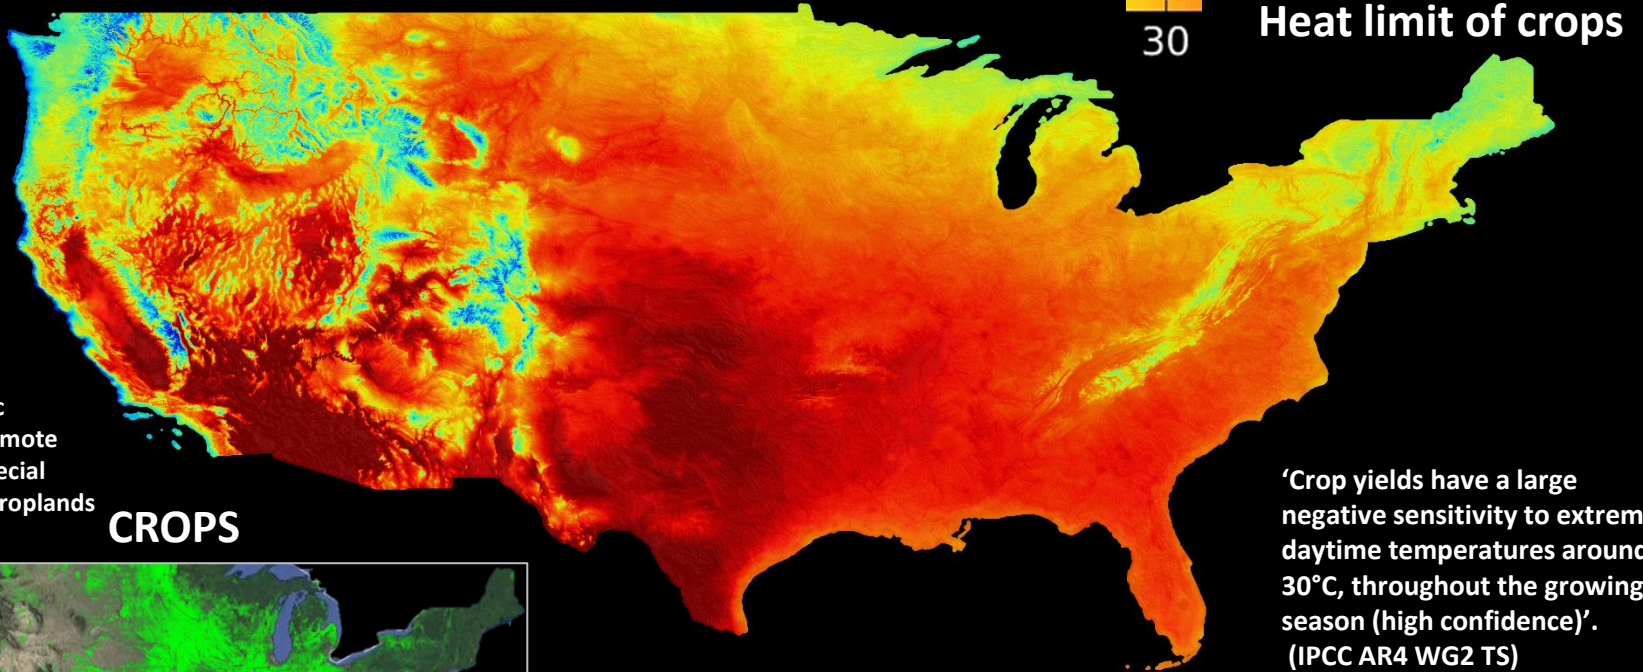 30
Heat limit of crops
mote
ecial
roplands
CROPS
‘Crop yields have a large
negative sensitivity to extrem
daytime temperatures around
30°C, throughout the growing
season (high confidence)’.
(IPCC AR4 WG2 TS)